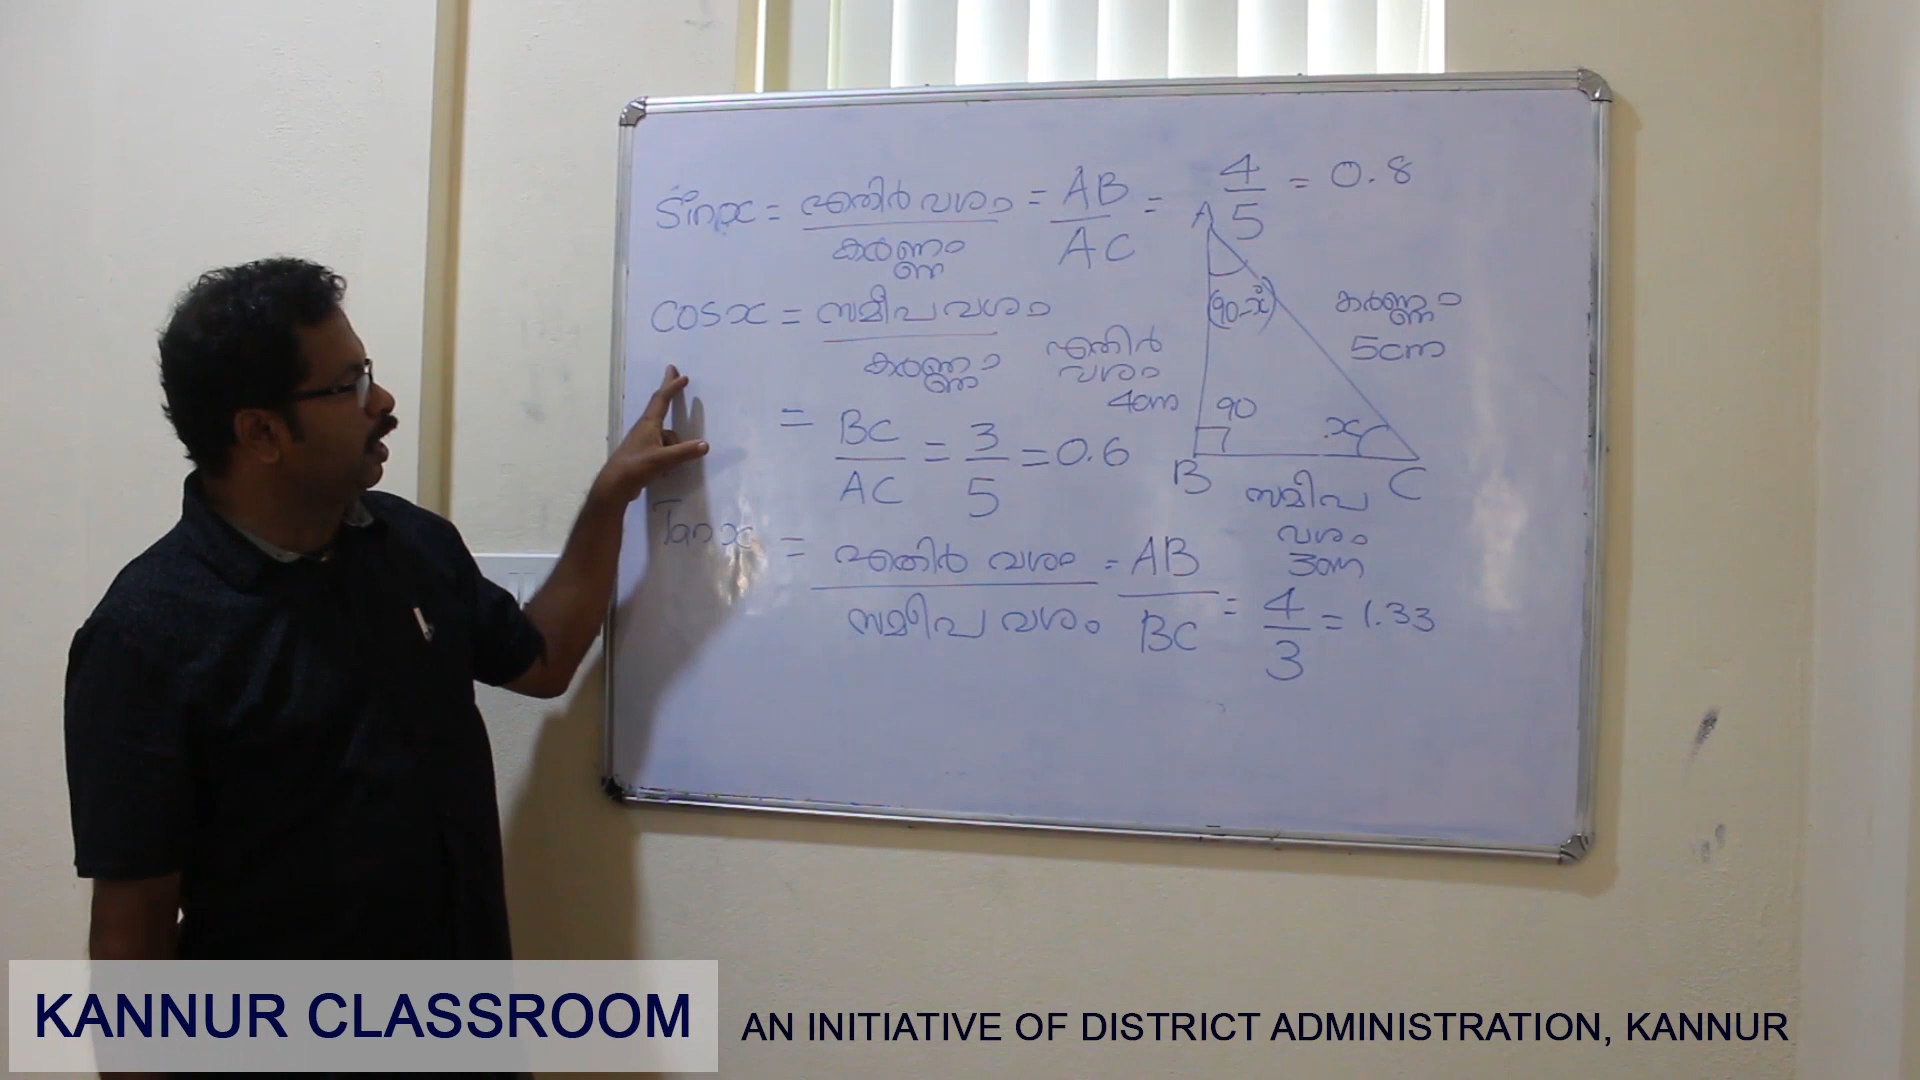 Sinx = എതിർ വശം = AB = 4 = 0.8
കർണ്ണം AC 5
A
cosx = സമീപ വശം
കർണ്ണം
(90-x°)
കർണ്ണം
5cm
എതിർ
വശം
4cm
= BC = 3 = 0.6
AC 5
90
x
B
C
സമീപ
വശം
3cm
Tanx = എതിർ വശം = AB = 4 = 1.33
സമീപ വശം BC 3
KANNUR CLASSROOM
AN INITIATIVE OF DISTRICT ADMINISTRATION, KANNUR